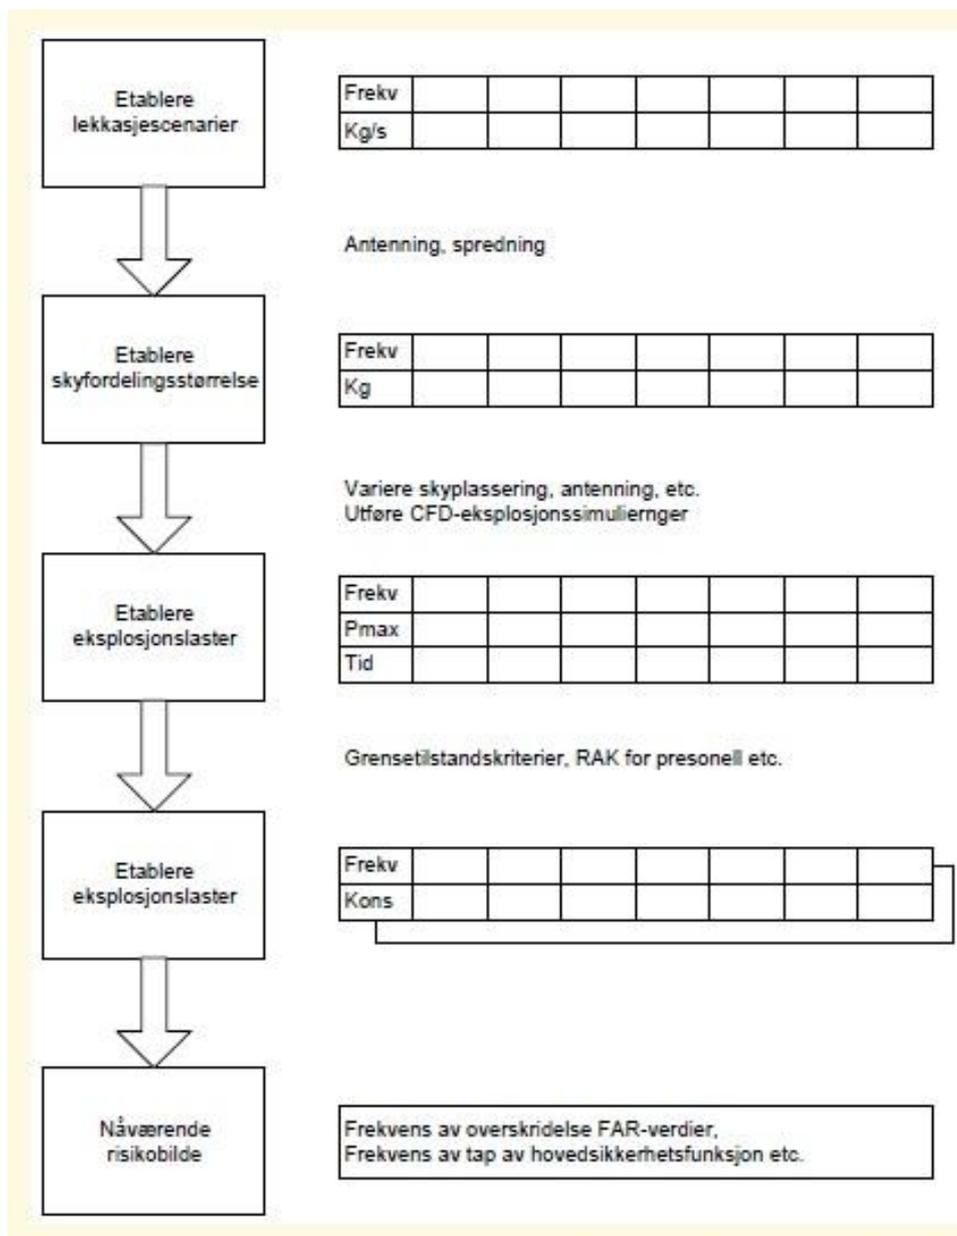 Etablere
lekkasjescenarier
Frekv
Kg/s
Antenning, spredning
Etablere
skyfordelingsstørrelse
Frekv
Kg
Variere skyplassering, antenning, etc.
Utføre CFD-eksplosjonssimuliernger
Etablere
eksplosjonslaster
Frekv
Pmax
Tid
Grensetilstandskriterier, RAK for presonell etc.
Etablere
eksplosjonslaster
Frekv
Kons
Nåværende
risikobilde
Frekvens av overskridelse FAR-verdier,
Frekvens av tap av hovedsikkerhetsfunksjon etc.